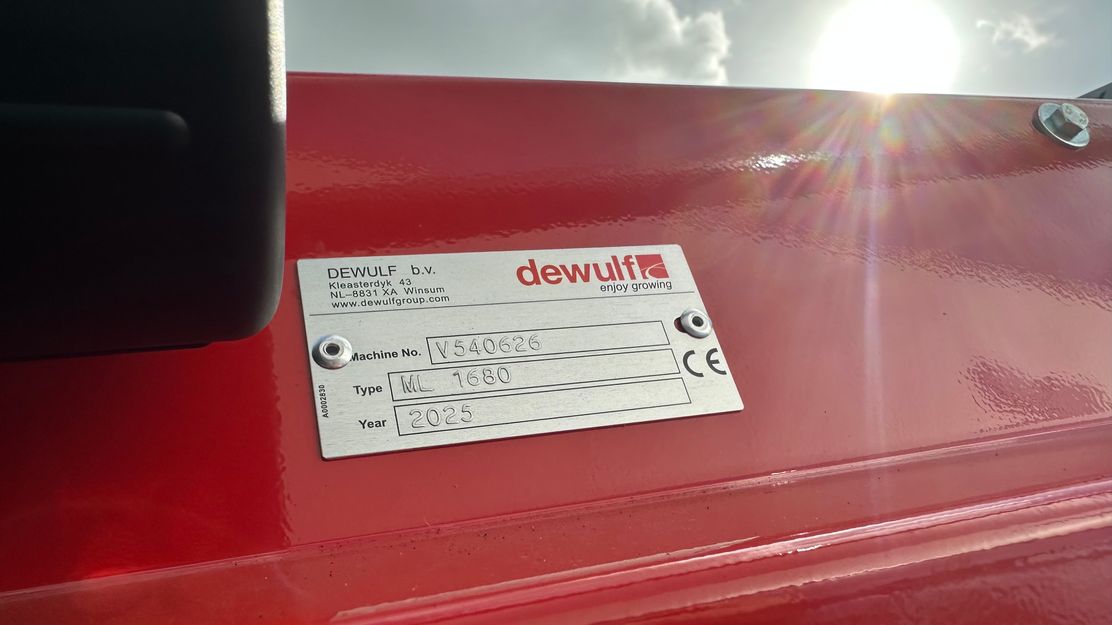 DEWULF b.v.
Kleasterdyk 43
NL-8831 XA Winsum
www.dewulfgroup.com
dewulf
enjoy growing
Machine No. V540626
Type ML 1680
CE
Year 2025
A0002830